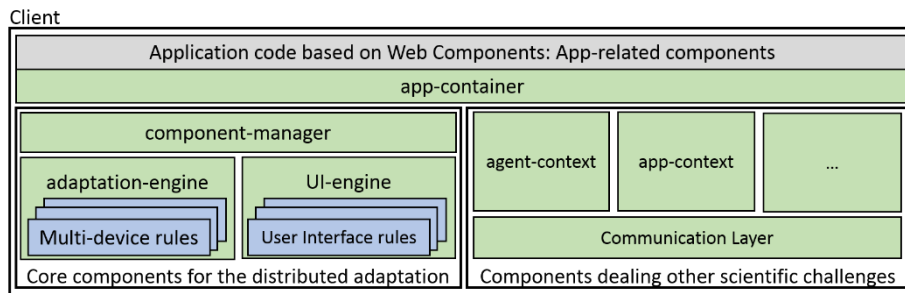 Client
Application code based on Web Components: App-related components
app-container
component-manager
adaptation-engine
Multi-device rules
UI-engine
User Interface rules
Core components for the distributed adaptation
agent-context
app-context
...
Communication Layer
Components dealing other scientific challenges